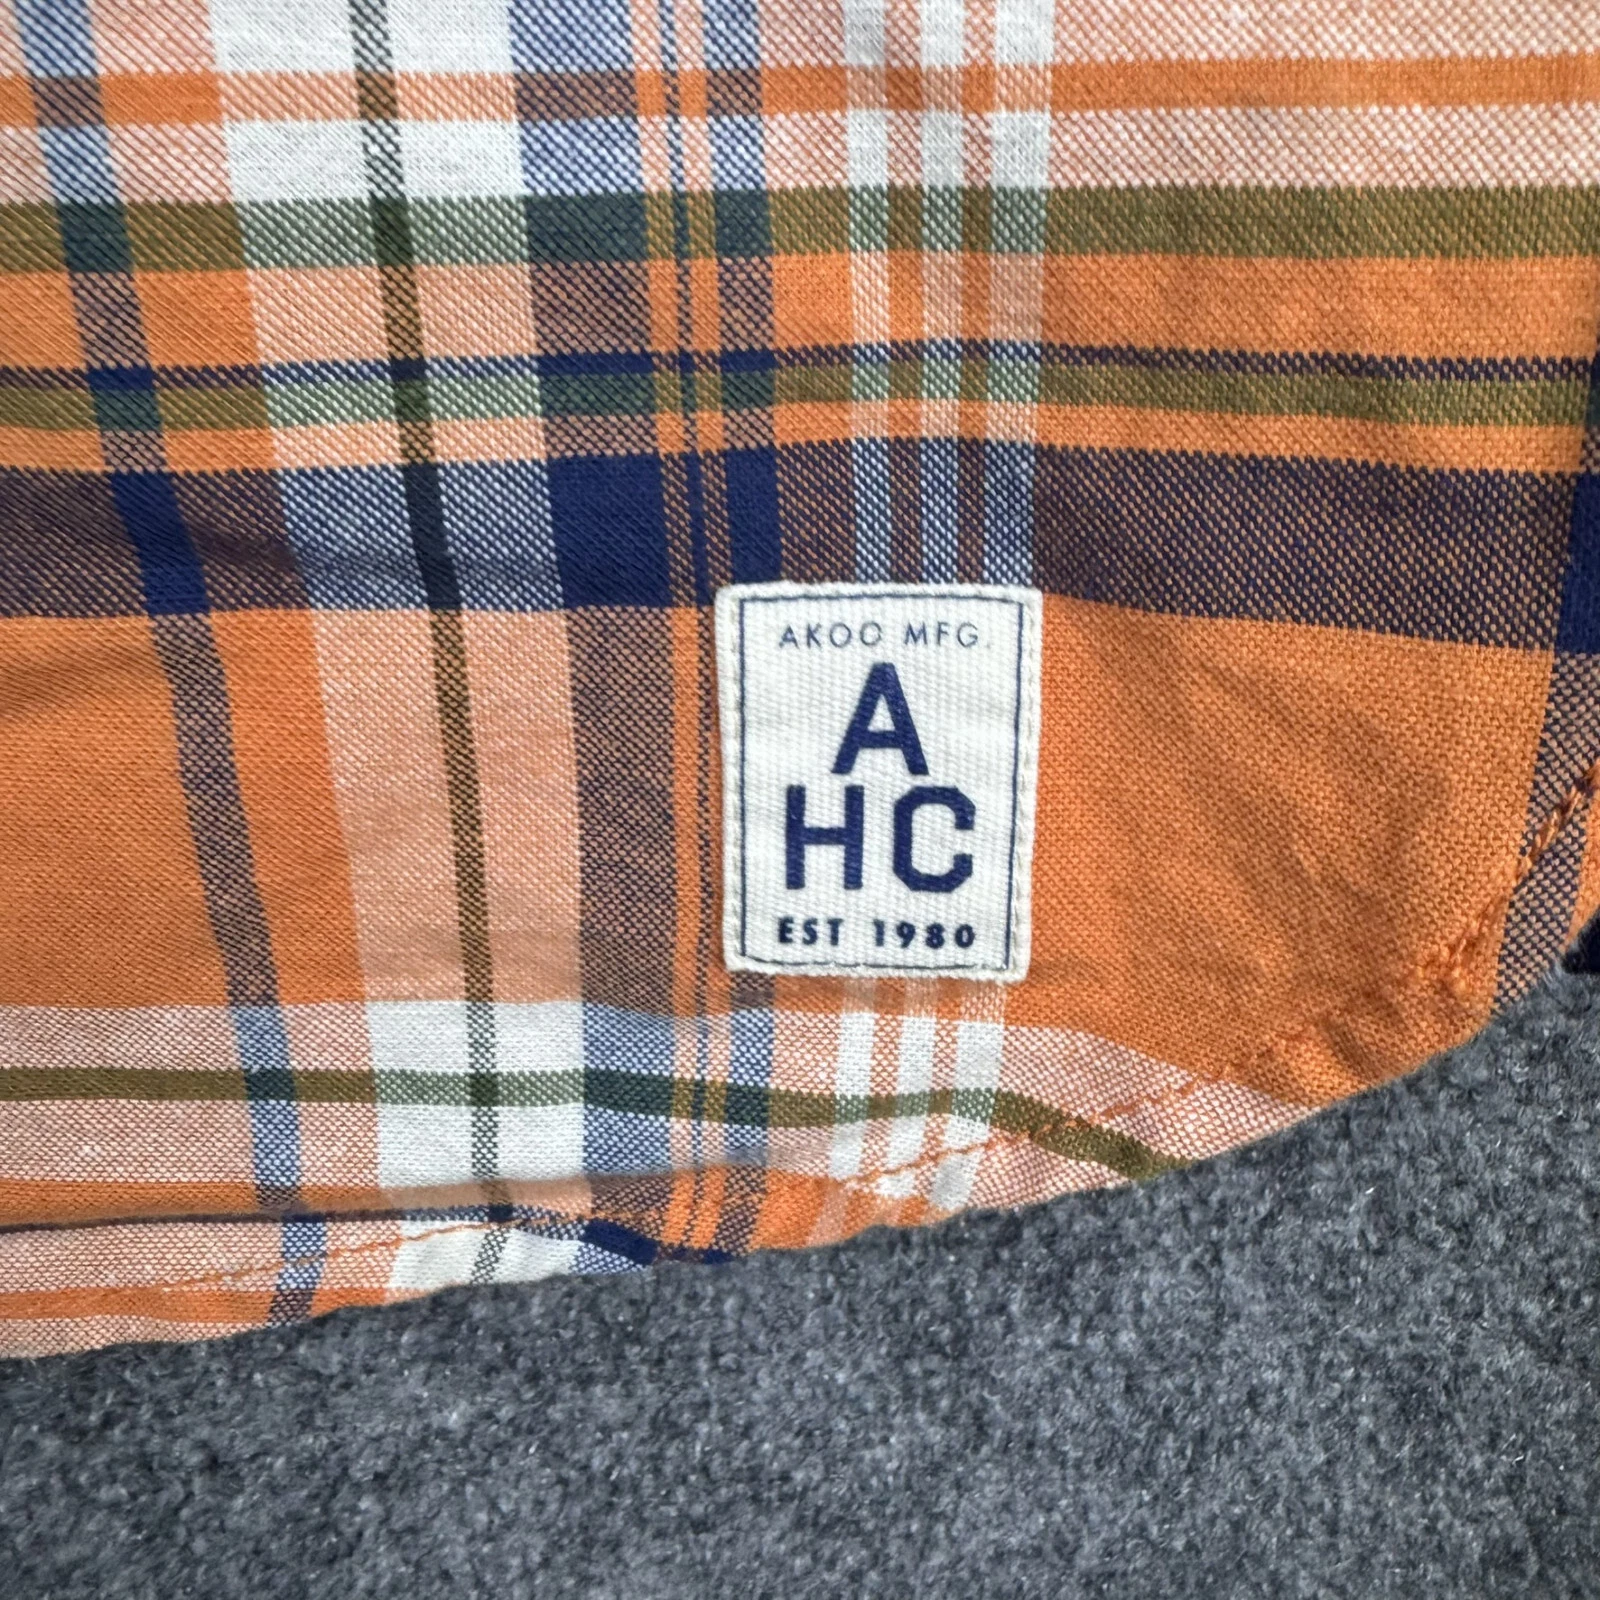 AKOO MFG.
A
HC
EST 1980